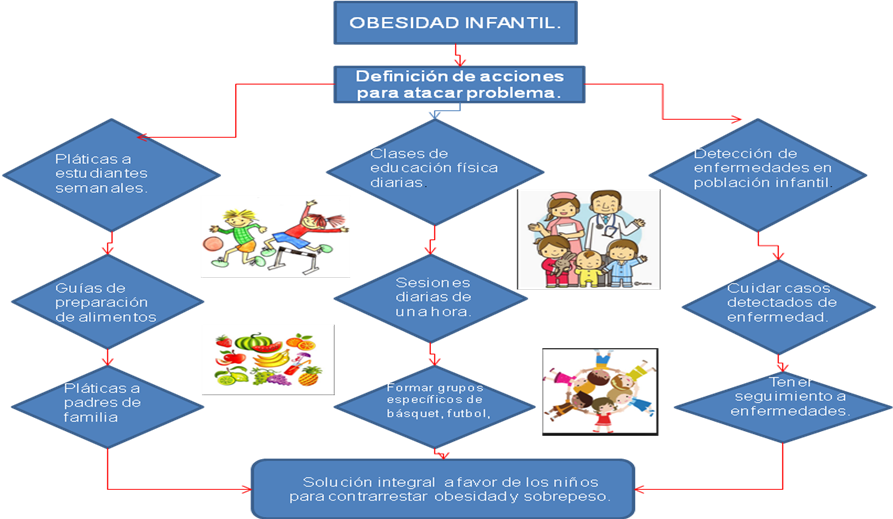 OBESIDAD INFANTIL.
Definición de acciones
para atacar problema.
Pláticas a
estudiantes
semanales.
Clases de
educación física
diarias.
Detección de
enfermedades en
población infantil.
Guías de
preparación
de alimentos
Sesiones
diarias de
una hora.
Cuidar casos
detectados de
enfermedad.
Pláticas a
padres de
familia
Formar grupos
específicos de
básquet, futbol,
Tener
seguimiento a
enfermedades.
Solución integral a favor de los niños
para contrarrestar obesidad y sobrepeso.